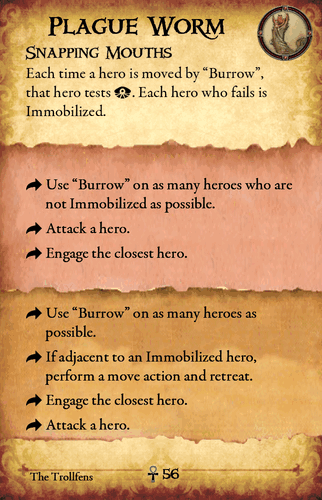 Plague Worm
Snapping Mouths
Each time a hero is moved by “Burrow”,
that hero tests . Each hero who fails is
Immobilized.
Use “Burrow” on as many heroes who are
not Immobilized as possible.
Attack a hero.
Engage the closest hero.
Use “Burrow” on as many heroes as
possible.
If adjacent to an Immobilized hero,
perform a move action and retreat.
Engage the closest hero.
Attack a hero.
The Trollfens 56